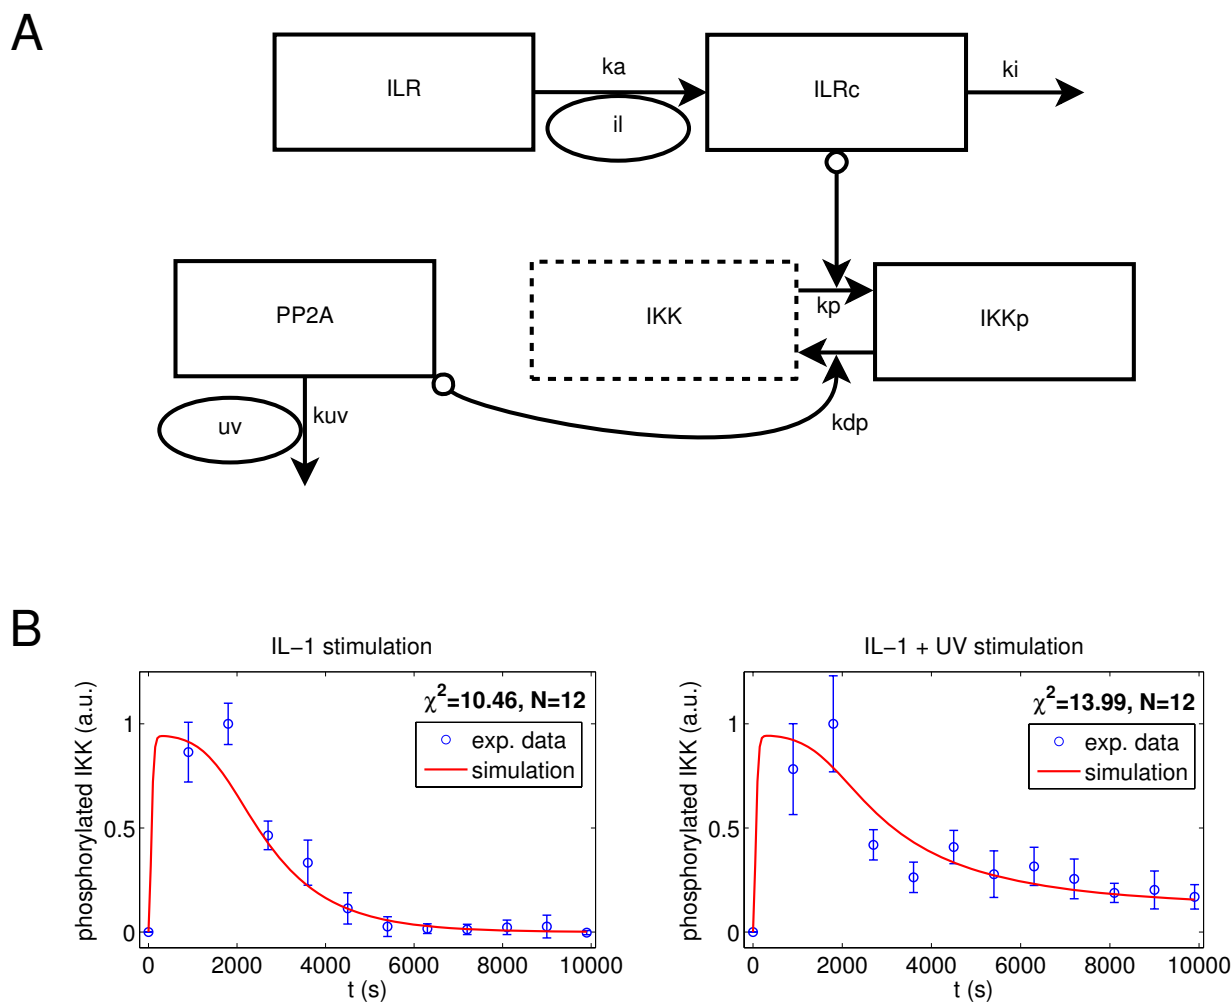 A
ILR
ka
il
ILRc
ki
PP2A
IKK
kp
IKKp
uv
kuv
kdp
B
IL−1 stimulation
χ²=10.46, N=12
exp. data
simulation
phosphorylated IKK (a.u.)
1
0.5
0
0 2000 4000 6000 8000 10000
t (s)
IL−1 + UV stimulation
χ²=13.99, N=12
exp. data
simulation
phosphorylated IKK (a.u.)
1
0.5
0
0 2000 4000 6000 8000 10000
t (s)